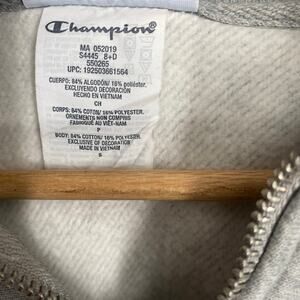 Champion
MA 052019
S4445 8+D
550265
UPC: 192503661564
CUERPO: 84% ALGODÓN/ 16% poliéster.
EXCLUYENDO DECORACIÓN
HECHO EN VIETNAM
CH
CORPS: 84% COTON/ 16% POLYESTER.
ORNEMENTS NON COMPRIS
FABRIQUÉ AU VIÊT-NAM
P
BODY: 84% COTTON/ 16% POLYESTER.
EXCLUSIVE OF DECORATION
MADE IN VIETNAM
S